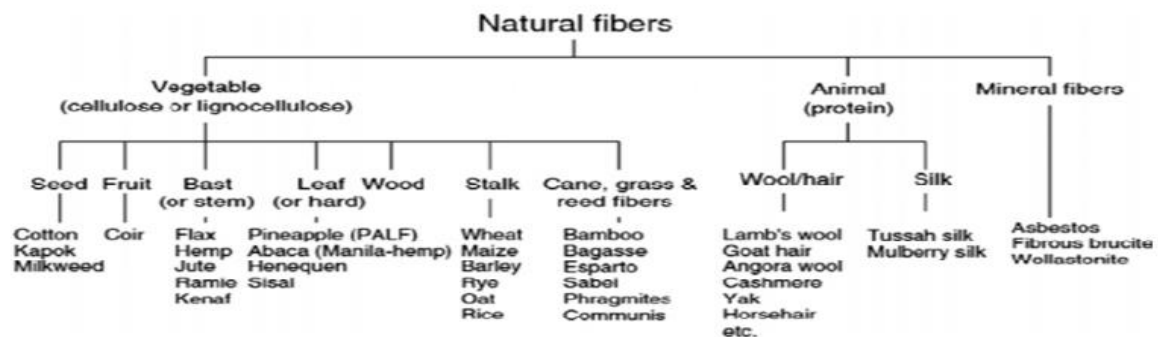 Natural fibers
Vegetable
(cellulose or lignocellulose)
Animal
(protein)
Mineral fibers
Seed
Fruit
Bast
(or stem)
Leaf
(or hard)
Wood
Stalk
Cane, grass &
reed fibers
Wool/hair
Silk
Cotton
Kapok
Milkweed
Coir
Flax
Hemp
Jute
Ramie
Kenaf
Pineapple (PALF)
Abaca (Manila-hemp)
Henequen
Sisal
Wheat
Maize
Barley
Rye
Oat
Rice
Bamboo
Bagasse
Esparto
Sabei
Phragmites
Communis
Lamb's wool
Goat hair
Angora wool
Cashmere
Yak
Horsehair
etc.
Tussah silk
Mulberry silk
Asbestos
Fibrous brucite
Wollastonite